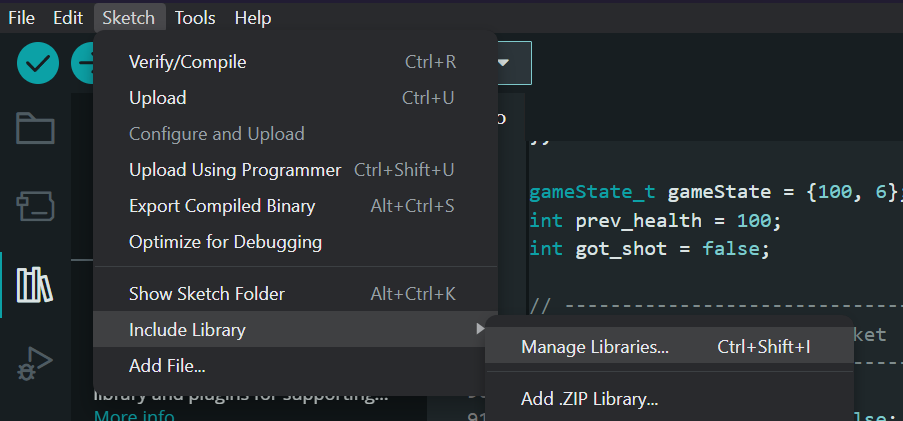 File Edit Sketch Tools Help
Verify/Compile Ctrl+R
Upload Ctrl+U
Configure and Upload
Upload Using Programmer Ctrl+Shift+U
Export Compiled Binary Alt+Ctrl+S
Optimize for Debugging
Show Sketch Folder Alt+Ctrl+K
Include Library
Add File...
Manage Libraries... Ctrl+Shift+I
Add .ZIP Library...
o
};
gameState_t gameState = {100, 6};
int prev_health = 100;
int got_shot = false;
// --------------------------------
ket
library and plugins for supporting...
More info
91